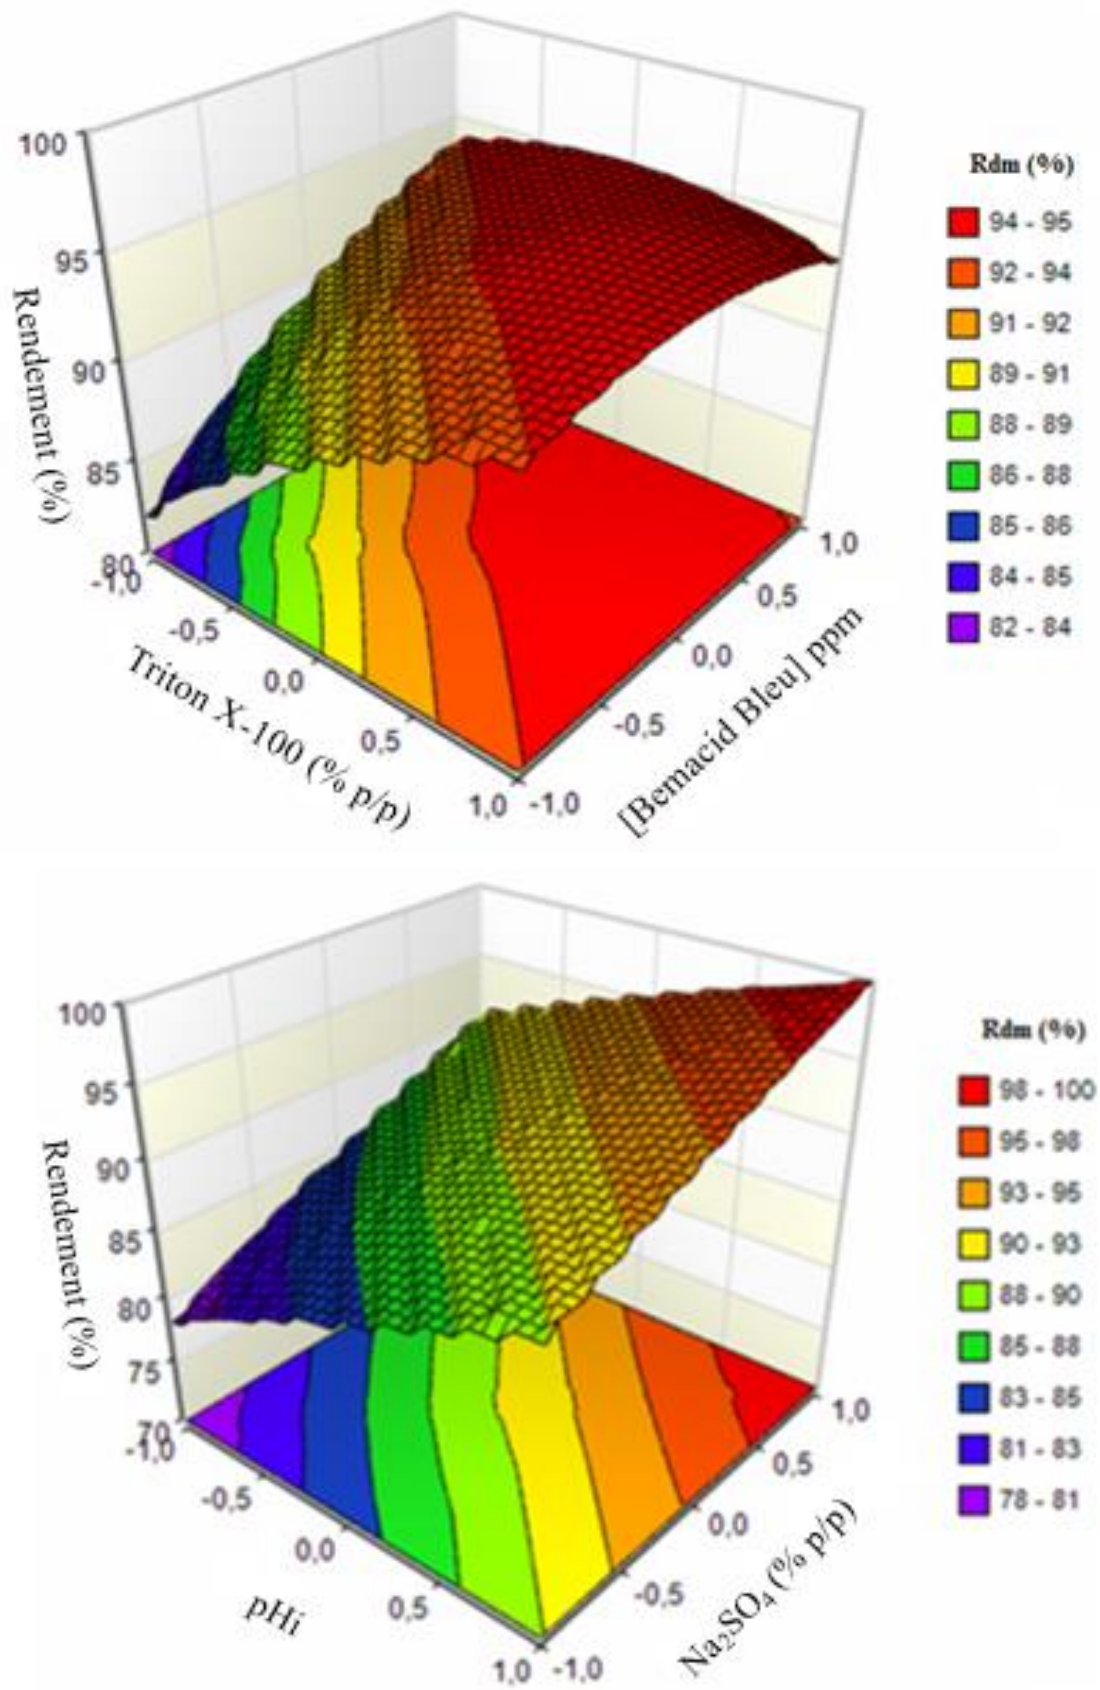 Rdm (%)
100
94 - 95
92 - 94
95
91 - 92
Rendement (%)
90
89 - 91
88 - 89
85
86 - 88
85 - 86
80
-1,0
1,0
84 - 85
0,5
-0,5
82 - 84
0,0
0,0
-0,5
0,5
Triton X-100 (% p/p)
[Bemacid Bleu] ppm
1,0 -1,0
100
Rdm (%)
95
98 - 100
95 - 98
90
93 - 95
Rendement (%)
85
90 - 93
80
88 - 90
75
85 - 88
83 - 85
70
-1,0
1,0
81 - 83
0,5
-0,5
78 - 81
0,0
0,0
-0,5
0,5
pHi
Na₂SO₄ (% p/p)
1,0 -1,0